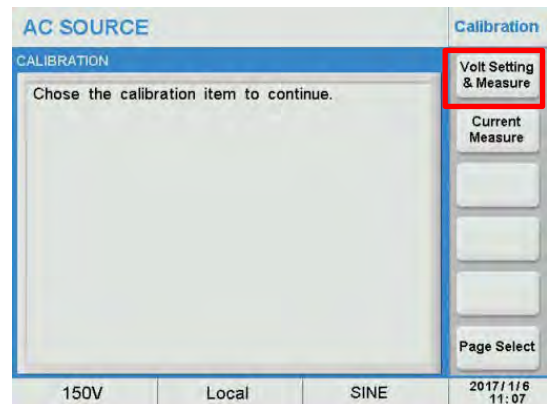 AC SOURCE
Calibration
CALIBRATION
Chose the calibration item to continue.
Volt Setting
& Measure
Current
Measure
Page Select
150V
Local
SINE
2017/1/6
11:07